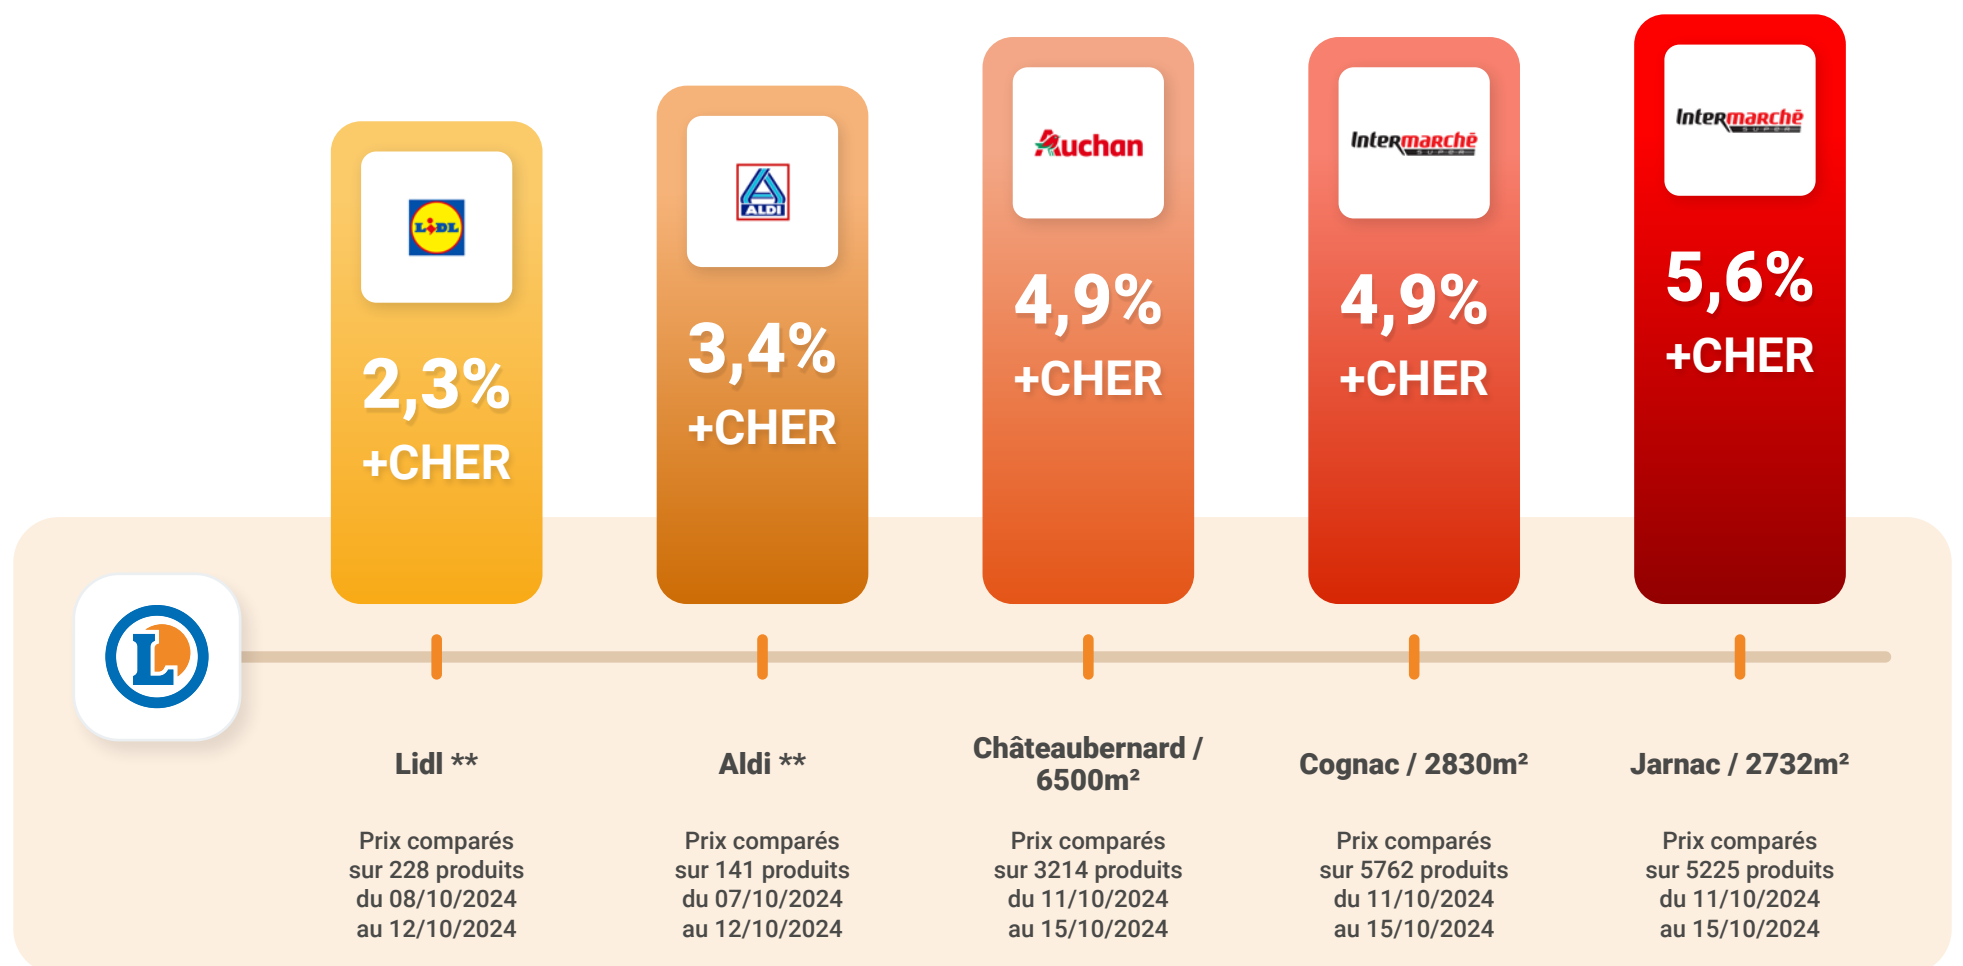 LiDL
2,3%
+CHER
ALDI
3,4%
+CHER
Auchan
4,9%
+CHER
Intermarchē
SUPER
4,9%
+CHER
Intermarchē
SUPER
5,6%
+CHER
L
Lidl **
Prix comparés
sur 228 produits
du 08/10/2024
au 12/10/2024
Aldi **
Prix comparés
sur 141 produits
du 07/10/2024
au 12/10/2024
Châteaubernard /
6500m²
Prix comparés
sur 3214 produits
du 11/10/2024
au 15/10/2024
Cognac / 2830m²
Prix comparés
sur 5762 produits
du 11/10/2024
au 15/10/2024
Jarnac / 2732m²
Prix comparés
sur 5225 produits
du 11/10/2024
au 15/10/2024